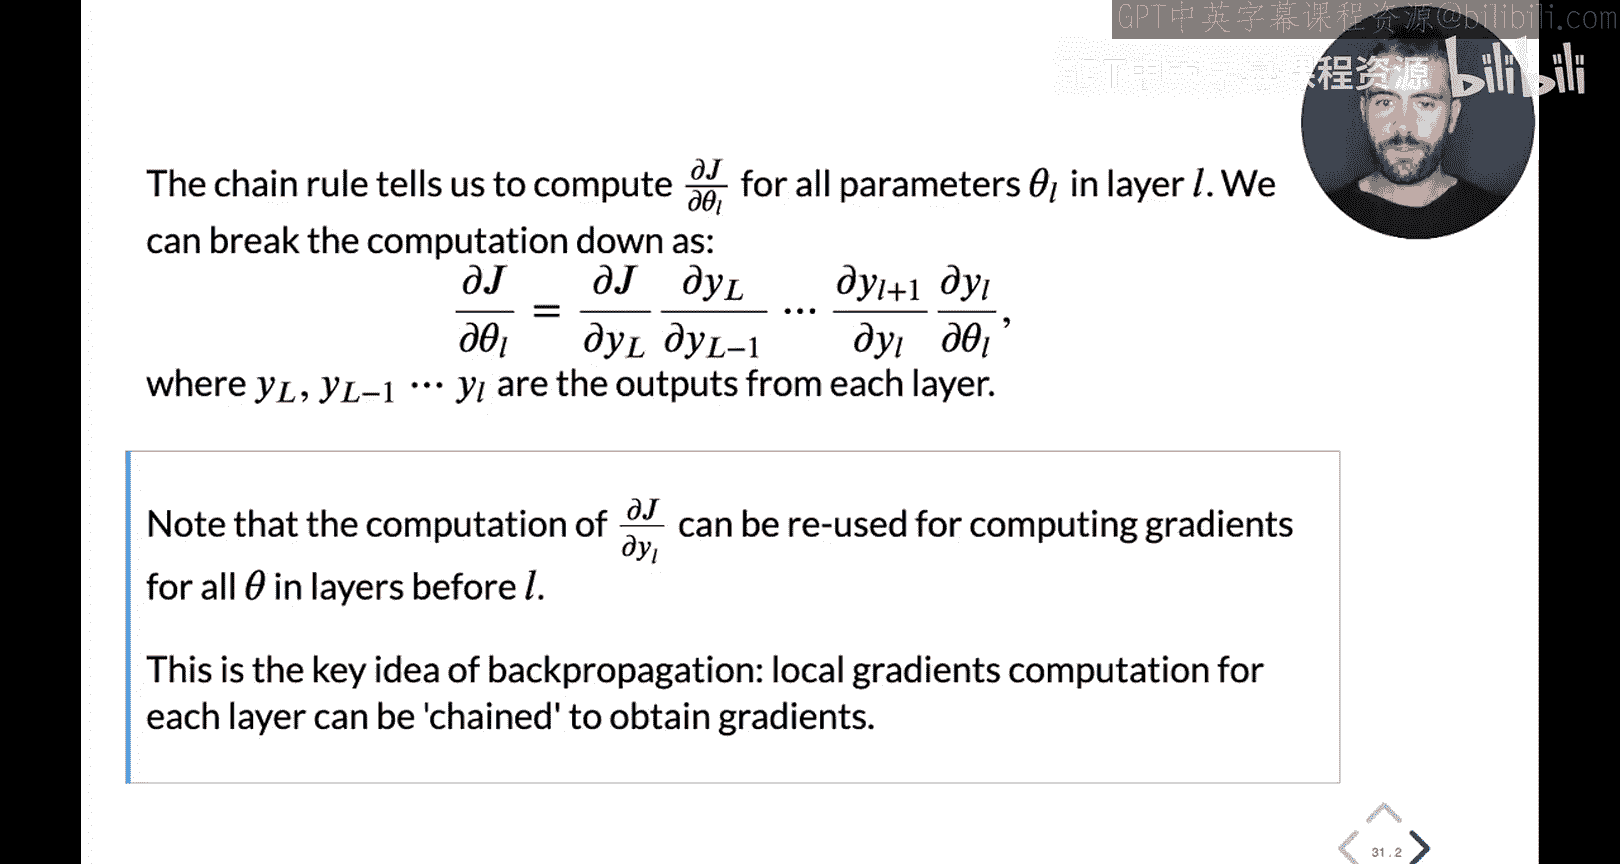 GPT中英字幕课程资源@bilibili.com
程资源 bilibili
The chain rule tells us to compute ∂J/∂θ_l for all parameters θ_l in layer l. We
can break the computation down as:
∂J/∂θ_l = ∂J/∂y_L ∂y_L/∂y_{L−1} ⋯ ∂y_{l+1}/∂y_l ∂y_l/∂θ_l,
where y_L, y_{L−1} ⋯ y_l are the outputs from each layer.
Note that the computation of ∂J/∂y_l can be re-used for computing gradients
for all θ in layers before l.
This is the key idea of backpropagation: local gradients computation for
each layer can be 'chained' to obtain gradients.
31.2